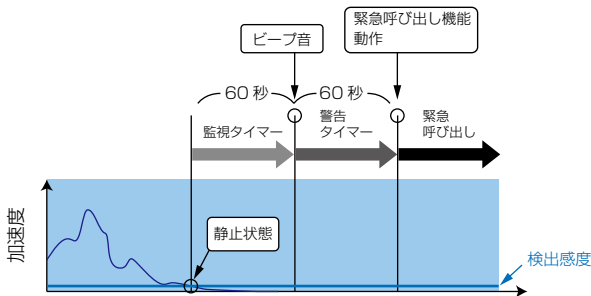 ビープ音
緊急呼び出し機能
動作
60 秒
60 秒
監視タイマー
警告
タイマー
緊急
呼び出し
加速度
静止状態
検出感度